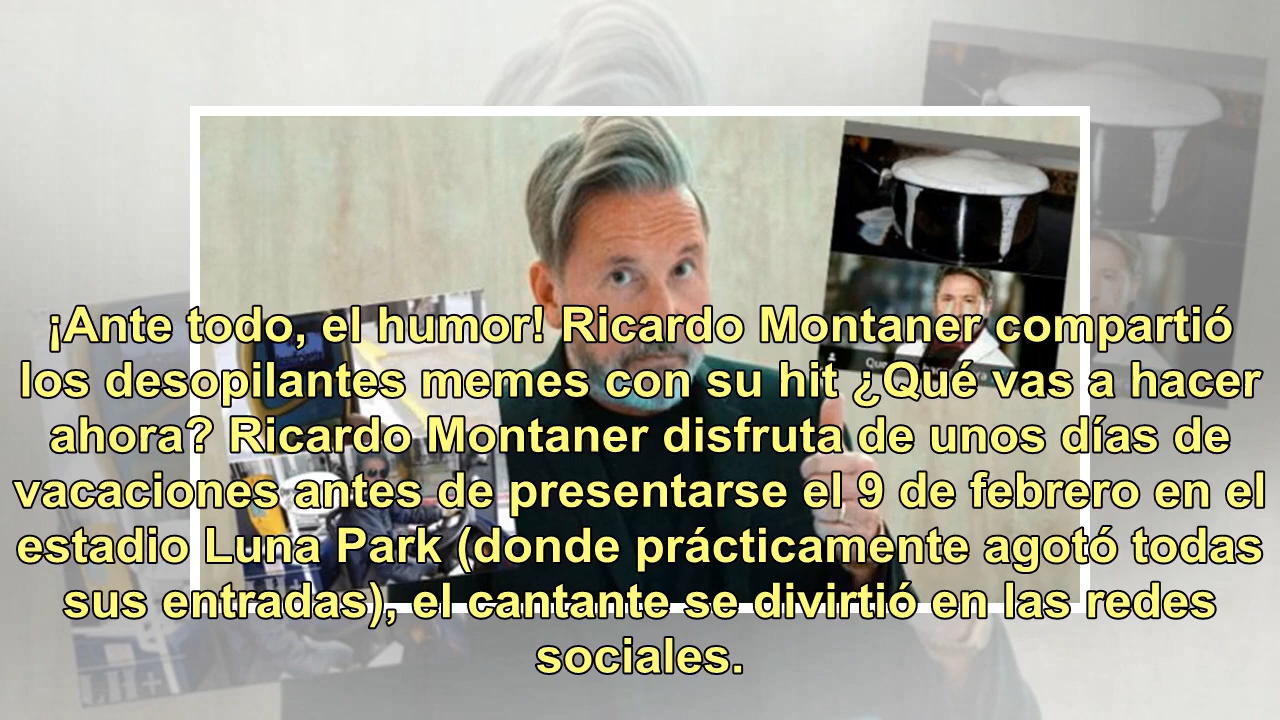 ¡Ante todo, el humor! Ricardo Montaner compartió
los desopilantes memes con su hit ¿Qué vas a hacer
ahora? Ricardo Montaner disfruta de unos días de
vacaciones antes de presentarse el 9 de febrero en el
estadio Luna Park (donde prácticamente agotó todas
sus entradas), el cantante se divirtió en las redes
sociales.